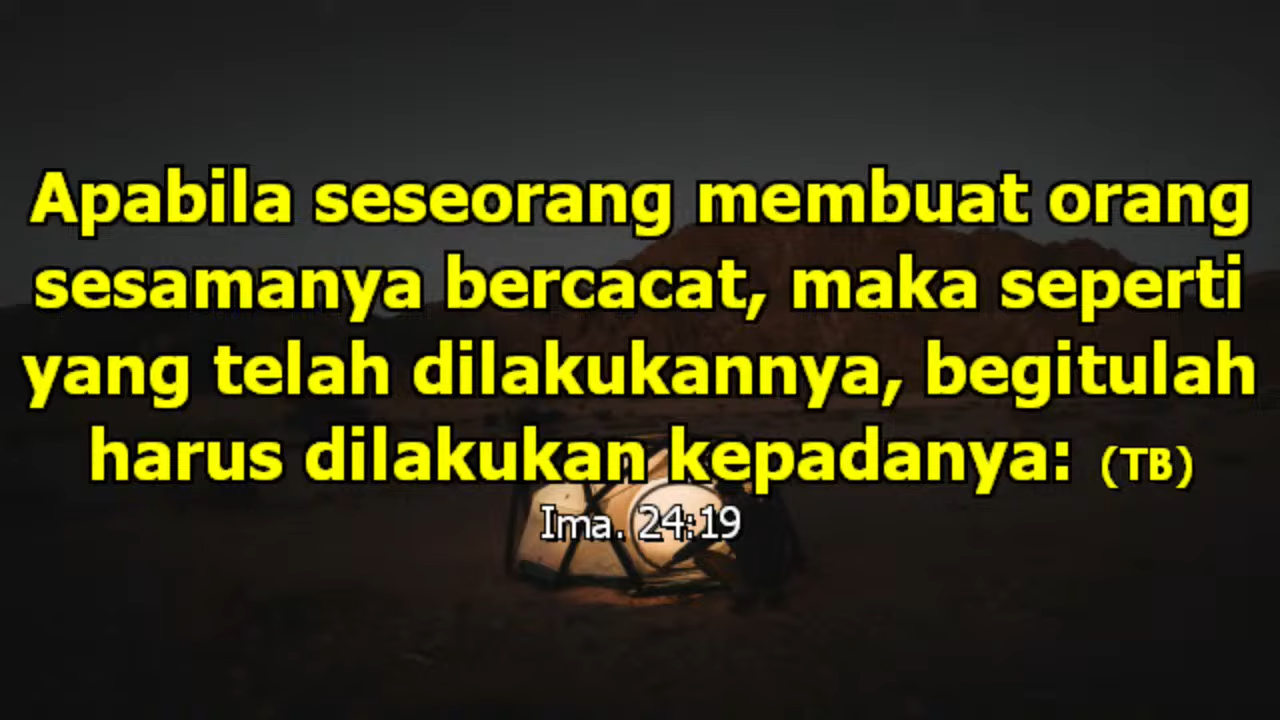 Apabila seseorang membuat orang
sesamanya bercacat, maka seperti
yang telah dilakukannya, begitulah
harus dilakukan kepadanya: (TB)
Ima. 24:19